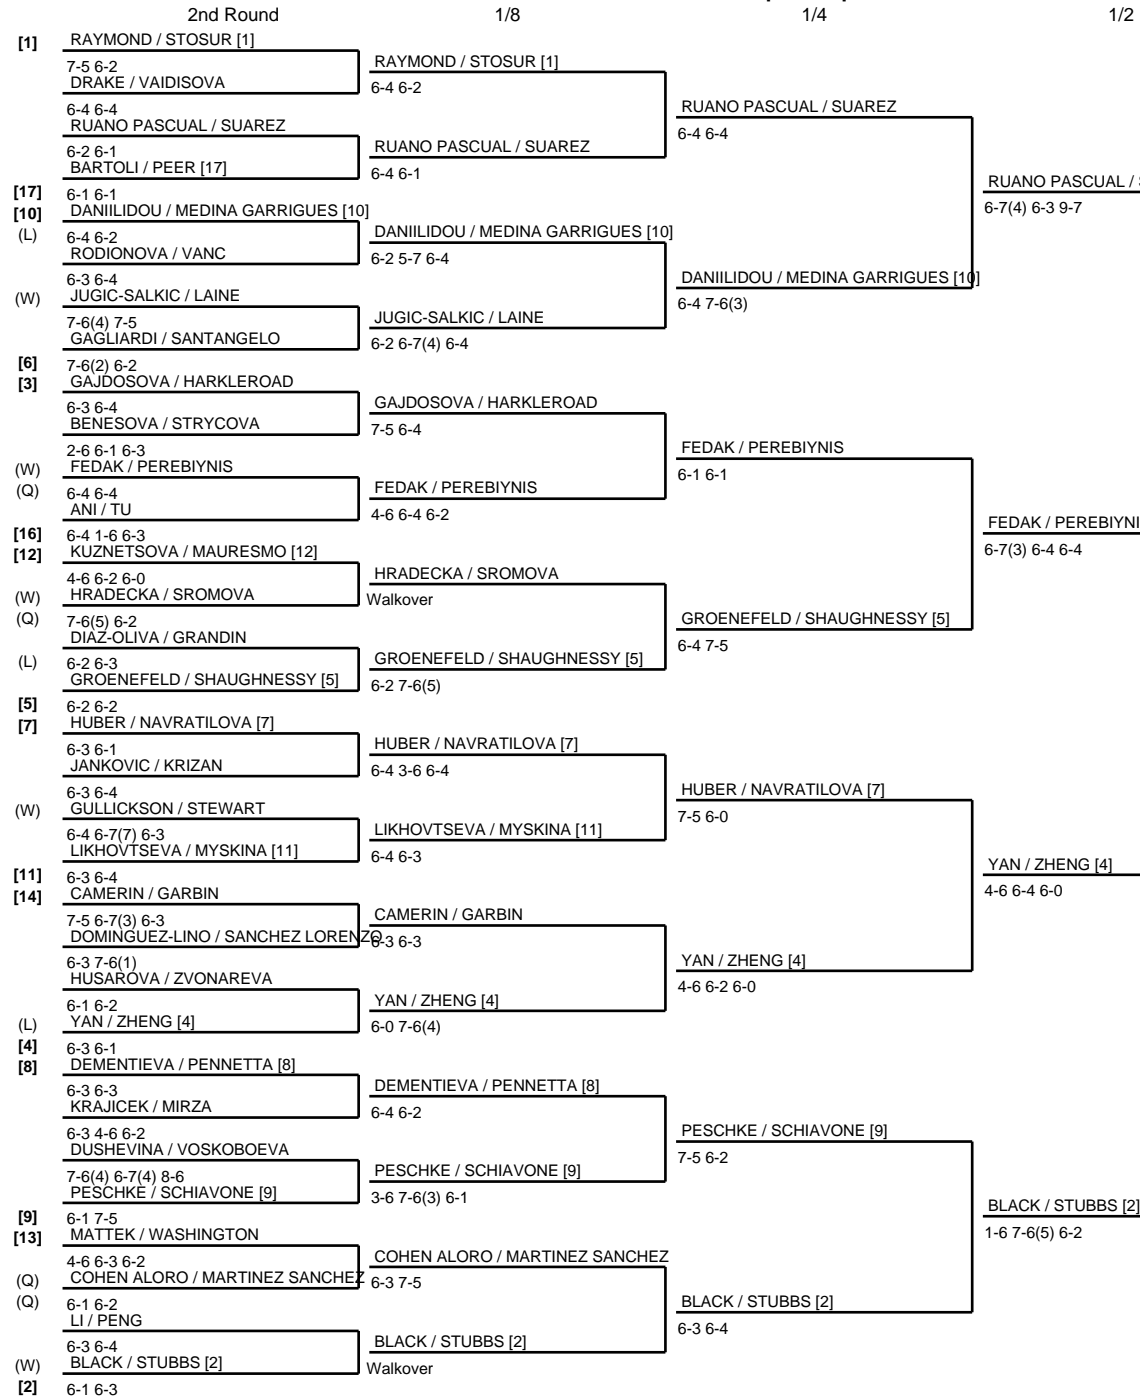 2nd Round 1/8 1/4 1/2
[1] RAYMOND / STOSUR [1]
7-5 6-2 RAYMOND / STOSUR [1]
DRAKE / VAIDISOVA 6-4 6-2
6-4 6-4 RUANO PASCUAL / SUAREZ
RUANO PASCUAL / SUAREZ 6-4 6-4
6-2 6-1 RUANO PASCUAL / SUAREZ
BARTOLI / PEER [17] 6-4 6-1
[17] 6-1 6-1 RUANO PASCUAL /
[10] DANIILIDOU / MEDINA GARRIGUES [10] 6-7(4) 6-3 9-7
(L) 6-4 6-2 DANIILIDOU / MEDINA GARRIGUES [10]
RODIONOVA / VANC 6-2 5-7 6-4
6-3 6-4 DANIILIDOU / MEDINA GARRIGUES [10]
(W) JUGIC-SALKIC / LAINE 6-4 7-6(3)
7-6(4) 7-5 JUGIC-SALKIC / LAINE
GAGLIARDI / SANTANGELO 6-2 6-7(4) 6-4
[6] 7-6(2) 6-2
[3] GAJDOSOVA / HARKLEROAD
6-3 6-4 GAJDOSOVA / HARKLEROAD
BENESOVA / STRYCOVA 7-5 6-4
2-6 6-1 6-3 FEDAK / PEREBIYNIS
(W) FEDAK / PEREBIYNIS 6-1 6-1
(Q) 6-4 6-4 FEDAK / PEREBIYNIS
ANI / TU 4-6 6-4 6-2
[16] 6-4 1-6 6-3 FEDAK / PEREBIYNI
[12] KUZNETSOVA / MAURESMO [12] 6-7(3) 6-4 6-4
4-6 6-2 6-0 HRADECKA / SROMOVA
(W) HRADECKA / SROMOVA Walkover
(Q) 7-6(5) 6-2 GROENEFELD / SHAUGHNESSY [5]
DIAZ-OLIVA / GRANDIN 6-4 7-5
(L) 6-2 6-3 GROENEFELD / SHAUGHNESSY [5]
GROENEFELD / SHAUGHNESSY [5] 6-2 7-6(5)
[5] 6-2 6-2
[7] HUBER / NAVRATILOVA [7]
6-3 6-1 HUBER / NAVRATILOVA [7]
JANKOVIC / KRIZAN 6-4 3-6 6-4
6-3 6-4 HUBER / NAVRATILOVA [7]
(W) GULLICKSON / STEWART 7-5 6-0
6-4 6-7(7) 6-3 LIKHOVTSEVA / MYSKINA [11]
LIKHOVTSEVA / MYSKINA [11] 6-4 6-3
[11] 6-3 6-4 YAN / ZHENG [4]
[14] CAMERIN / GARBIN 4-6 6-4 6-0
7-5 6-7(3) 6-3 CAMERIN / GARBIN
DOMINGUEZ-LINO / SANCHEZ LORENZO 6-3 6-3
6-3 7-6(1) YAN / ZHENG [4]
HUSAROVA / ZVONAREVA 4-6 6-2 6-0
6-1 6-2 YAN / ZHENG [4]
(L) YAN / ZHENG [4] 6-0 7-6(4)
[4] 6-3 6-1
[8] DEMENTIEVA / PENNETTA [8]
6-3 6-3 DEMENTIEVA / PENNETTA [8]
KRAJICEK / MIRZA 6-4 6-2
6-3 4-6 6-2 PESCHKE / SCHIAVONE [9]
DUSHEVINA / VOSKOBOEVA 7-5 6-2
7-6(4) 6-7(4) 8-6 PESCHKE / SCHIAVONE [9]
PESCHKE / SCHIAVONE [9] 3-6 7-6(3) 6-1
[9] 6-1 7-5 BLACK / STUBBS [2]
[13] MATTEK / WASHINGTON 1-6 7-6(5) 6-2
4-6 6-3 6-2 COHEN ALORO / MARTINEZ SANCHEZ
(Q) COHEN ALORO / MARTINEZ SANCHEZ 6-3 7-5
(Q) 6-1 6-2 BLACK / STUBBS [2]
LI / PENG 6-3 6-4
6-3 6-4 BLACK / STUBBS [2]
(W) BLACK / STUBBS [2] Walkover
[2] 6-1 6-3